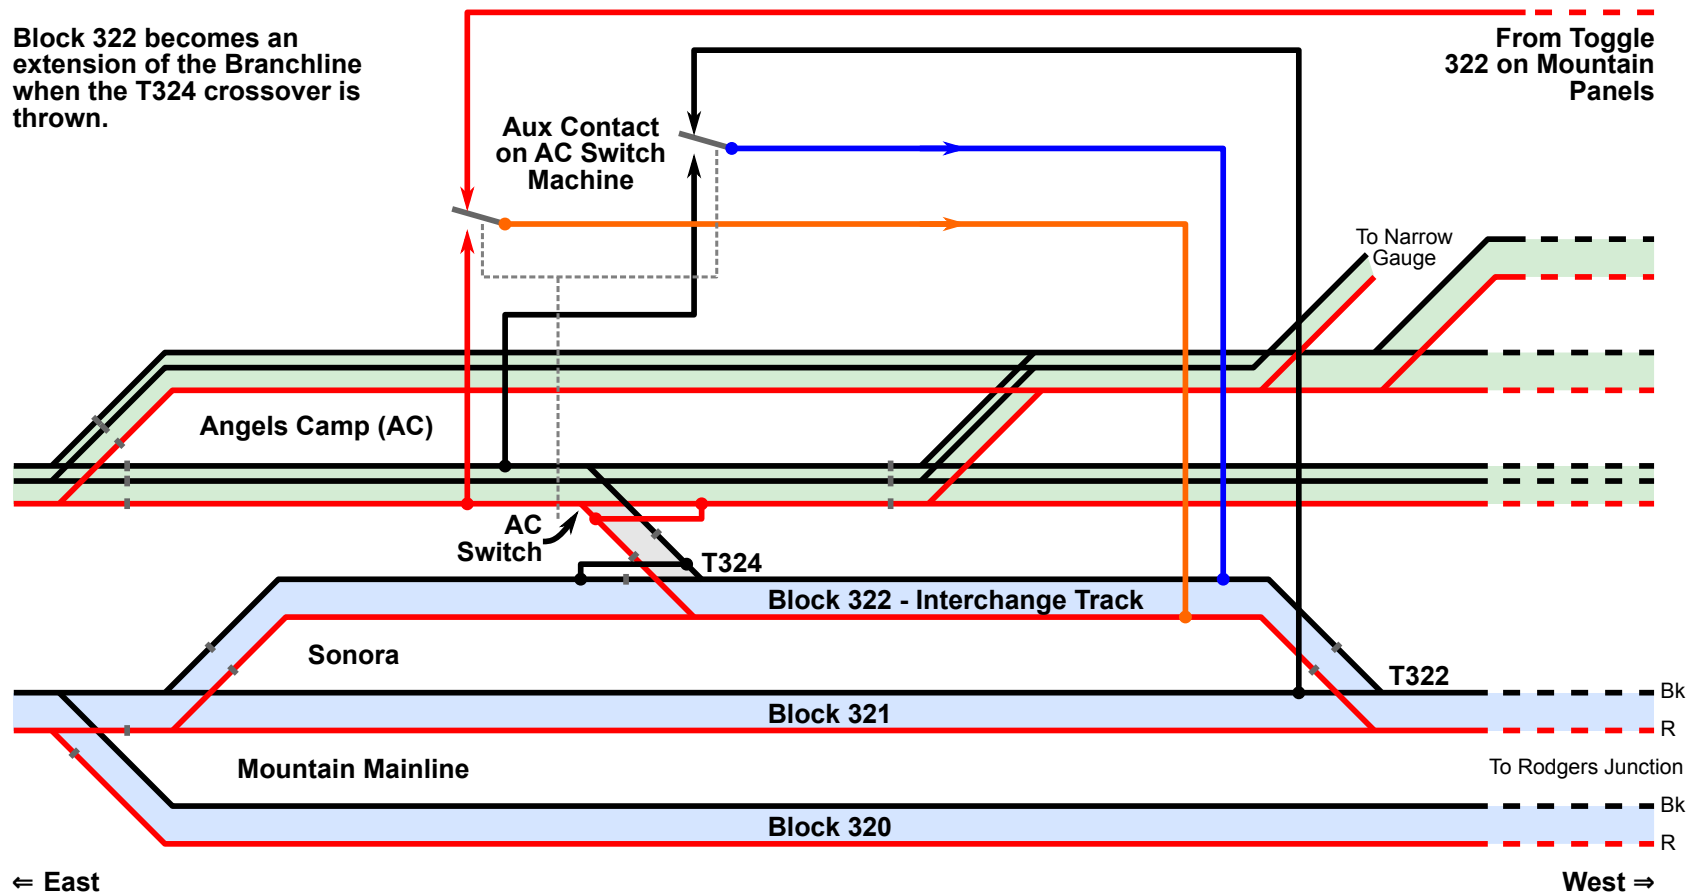 Block 322 becomes an
extension of the Branchline
when the T324 crossover is
thrown.
From Toggle
322 on Mountain
Panels
Aux Contact
on AC Switch
Machine
To Narrow
Gauge
Angels Camp (AC)
AC
Switch
T324
Block 322 - Interchange Track
Sonora
T322
Bk
Block 321
R
Mountain Mainline
To Rodgers Junction
Bk
Block 320
R
⇐ East
West ⇒